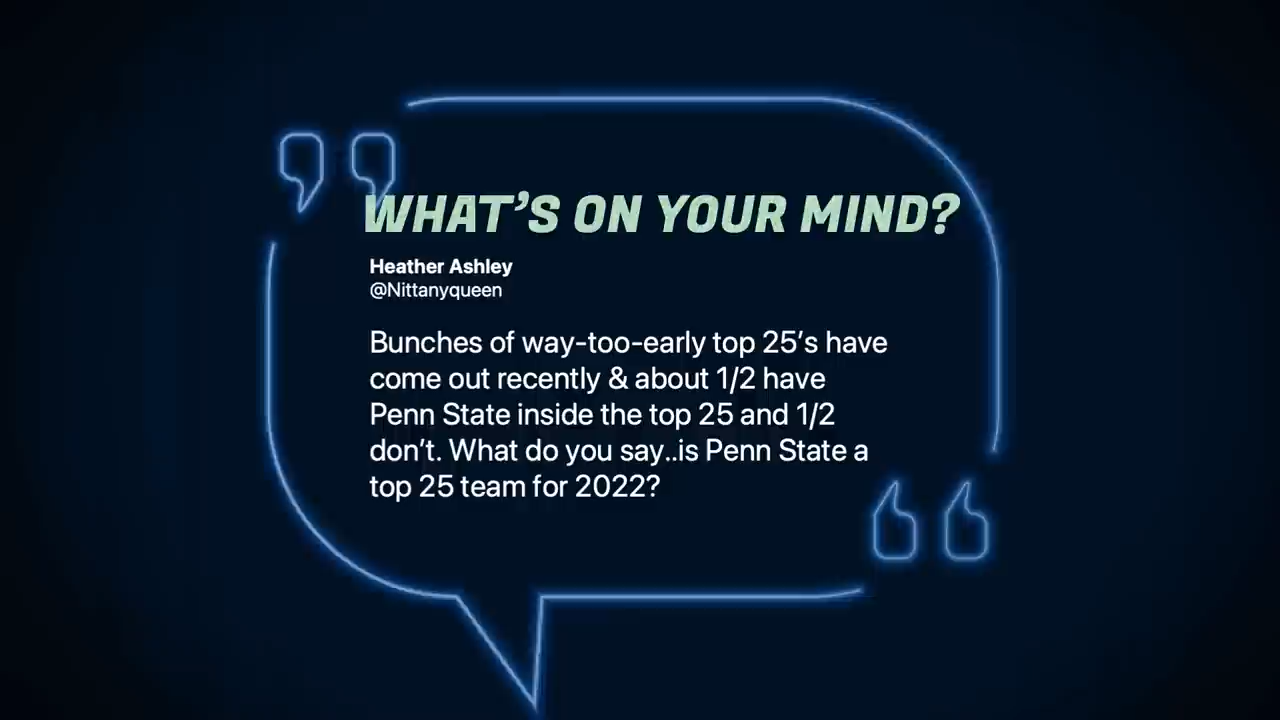 WHAT'S ON YOUR MIND?
Heather Ashley
@Nittanyqueen
Bunches of way-too-early top 25's have
come out recently & about 1/2 have
Penn State inside the top 25 and 1/2
don't. What do you say..is Penn State a
top 25 team for 2022?